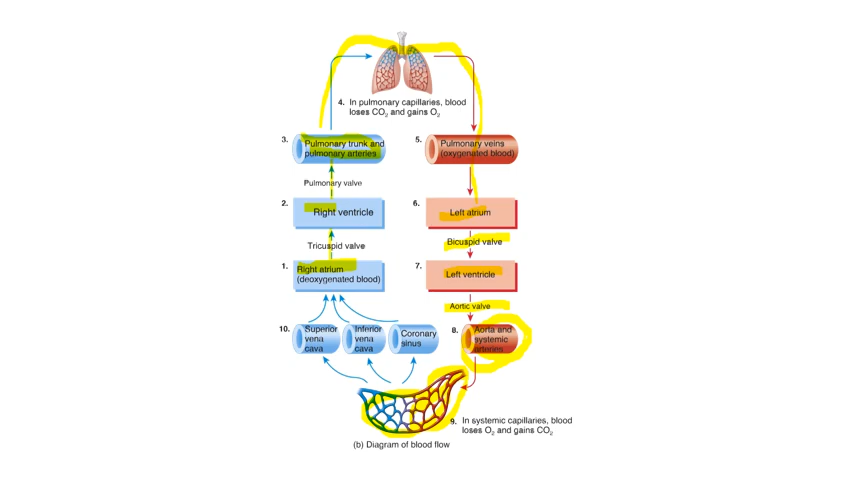 4. In pulmonary capillaries, blood
loses CO2 and gains O2
3. Pulmonary trunk and
pulmonary arteries
5. Pulmonary veins
(oxygenated blood)
Pulmonary valve
2. Right ventricle
6. Left atrium
Tricuspid valve
Bicuspid valve
1. Right atrium
(deoxygenated blood)
7. Left ventricle
Aortic valve
10. Superior
vena
cava
Inferior
vena
cava
Coronary
sinus
8. Aorta and
systemic
arteries
9. In systemic capillaries, blood
loses O2 and gains CO2
(b) Diagram of blood flow